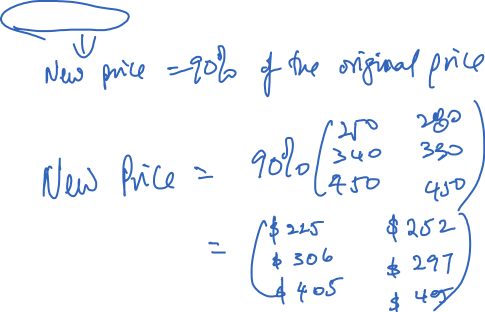 New price = 90% of the original price
New Price = 90% (250 280
340 330
450 450)
= ($225 $252
$306 $297
$405 $405)